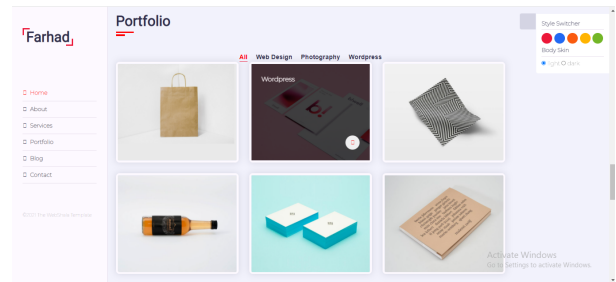 Farhad
Home
About
Services
Portfolio
Blog
Contact
Portfolio
All Web Design Photography Wordpress
Wordpress
Style Switcher
Body Skin
light dark
Activate Windows
Go to Settings to activate Windows.